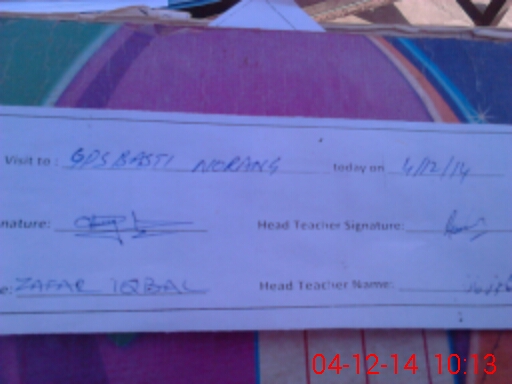 Visit to: GPS BASTI NORANG today on 4/12/14
nature: Head Teacher Signature:
e: ZAFAR IQBAL Head Teacher Name:
04-12-14 10:13